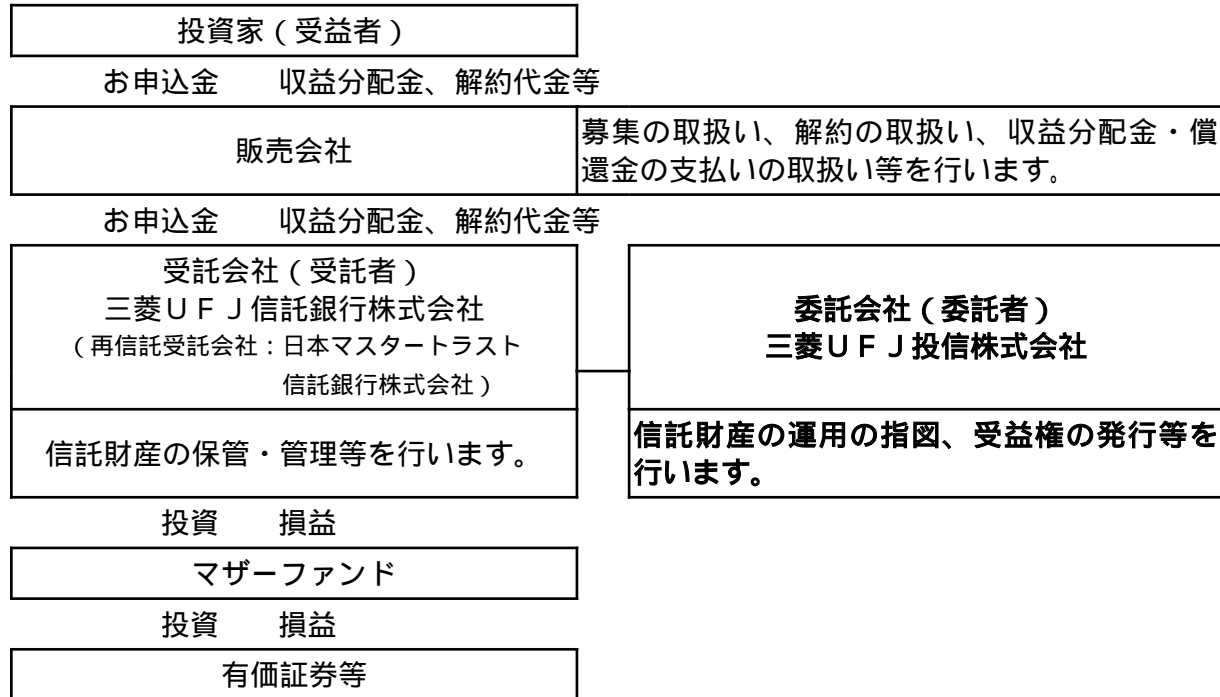 投資家（受益者）
お申込金　　収益分配金、解約代金等
販売会社
募集の取扱い、解約の取扱い、収益分配金・償
還金の支払いの取扱い等を行います。
お申込金　　収益分配金、解約代金等
受託会社（受託者）
三菱ＵＦＪ信託銀行株式会社
（再信託受託会社：日本マスタートラスト
信託銀行株式会社）
委託会社（委託者）
三菱ＵＦＪ投信株式会社
信託財産の保管・管理等を行います。
信託財産の運用の指図、受益権の発行等を
行います。
投資　　損益
マザーファンド
投資　　損益
有価証券等